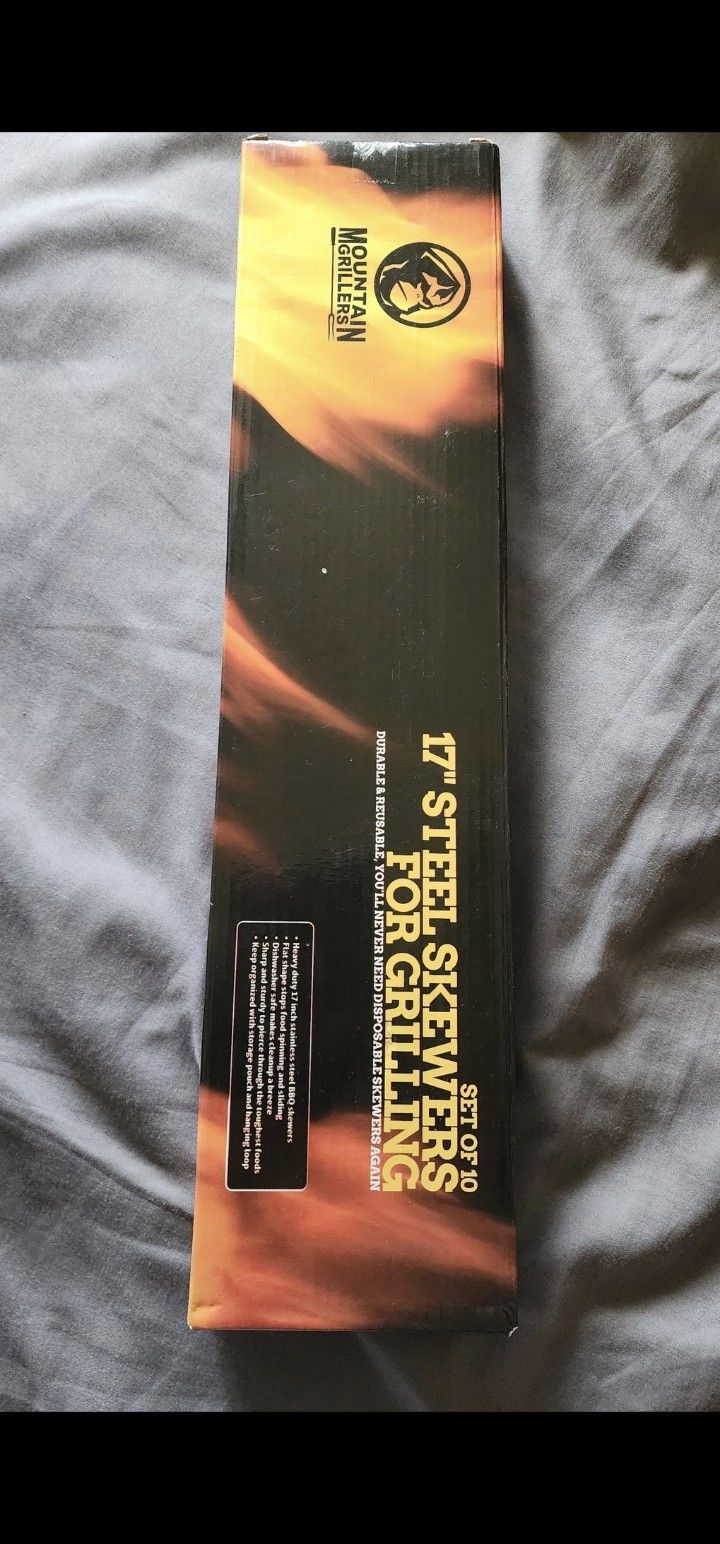 MOUNTAIN
GRILLERS
SET OF 10
17" STEEL SKEWERS
FOR GRILLING
DURABLE & REUSABLE, YOU'LL NEVER NEED DISPOSABLE SKEWERS AGAIN
• Heavy duty 17 inch stainless steel BBQ skewers
• Flat shape stops food spinning and sliding
• Dishwasher safe makes cleanup a breeze
• Sharp and sturdy to pierce through the toughest foods
• Keep organized with storage pouch and hanging loop